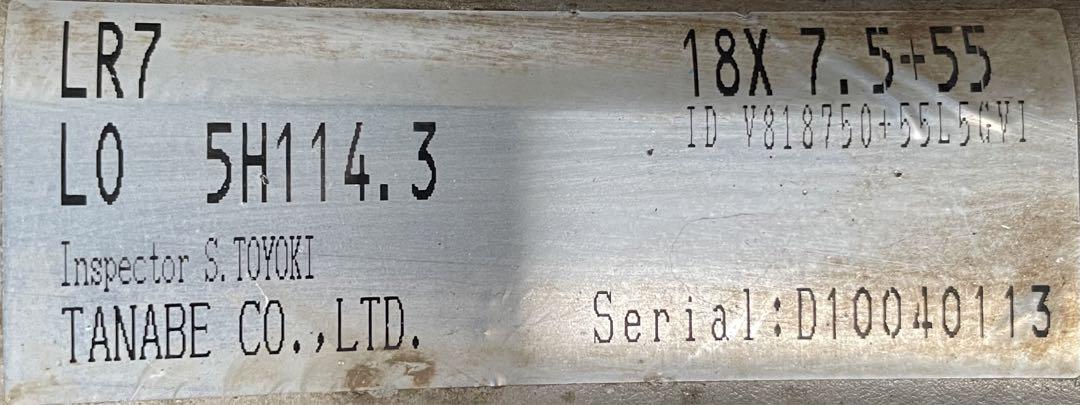 LR7
18X 7.5+55
ID V818750+55L5GVI
LO 5H114.3
Inspector S.TOYOKI
TANABE CO.,LTD.
Serial:D10040113